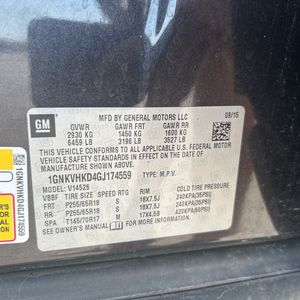 GM
MFD BY GENERAL MOTORS LLC
09/15
GVWR GAWR FRT GAWR RR
2930 KG 1450 KG 1600 KG
6459 LB 3196 LB 3527 LB
THIS VEHICLE CONFORMS TO ALL APPLICABLE U.S. FEDERAL MOTOR
VEHICLE SAFETY
STANDARDS IN EFFECT ON THE DATE OF
MANUFACTURE SHOWN ABOVE.
1GNKVHKD4GJ174559 TYPE: M.P.V.
V14526
TIRE SIZE SPEED RTG RIM COLD TIRE PRESSURE
FRT P255/65R18 S 18X7.5J 240KPA(35PSI)
RR P255/65R18 S 18X7.5J 240KPA(35PSI)
SPA T145/70R17 M 17X4.5B 420KPA(60PSI)
SEE OWNER'S MANUAL FOR MORE INFORMATION.
1GNKVHKD4GJ174559